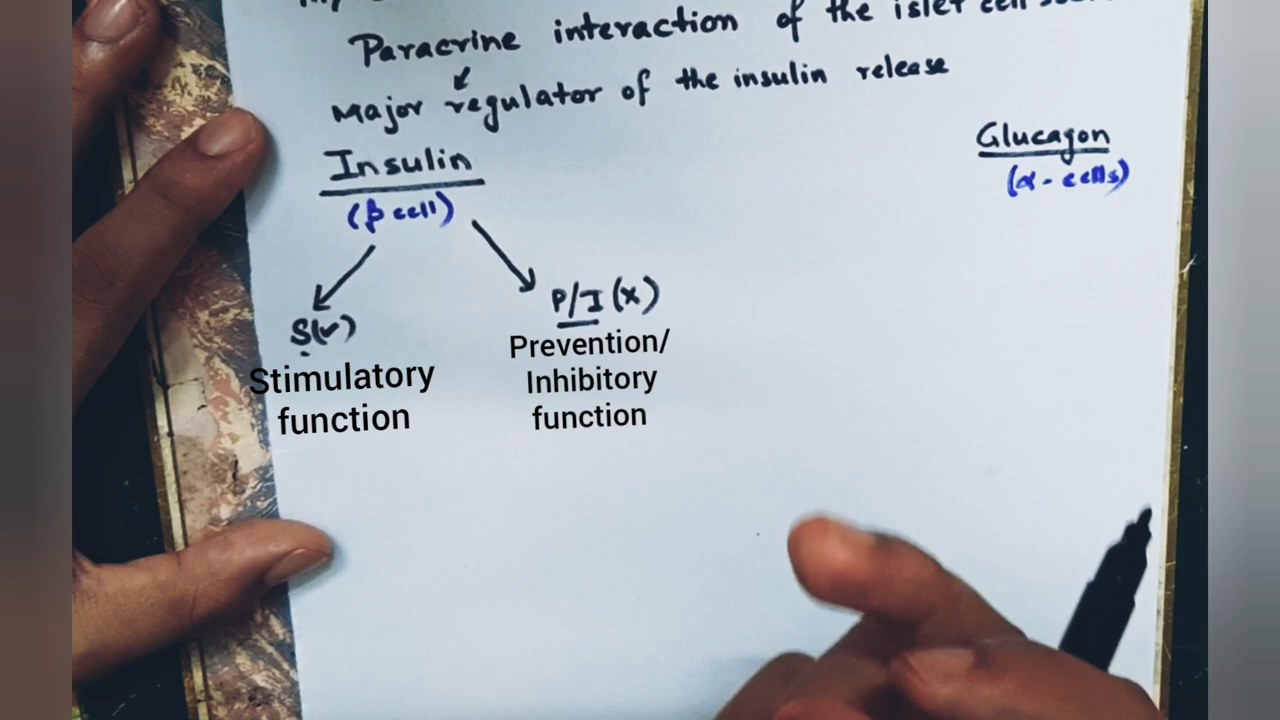 Paracrine interaction of the islet cell
Major regulator of the insulin release
Insulin
(β cell)
Glucagon
(α - cells)
S(✓)
P/I (x)
Stimulatory
function
Prevention/
Inhibitory
function